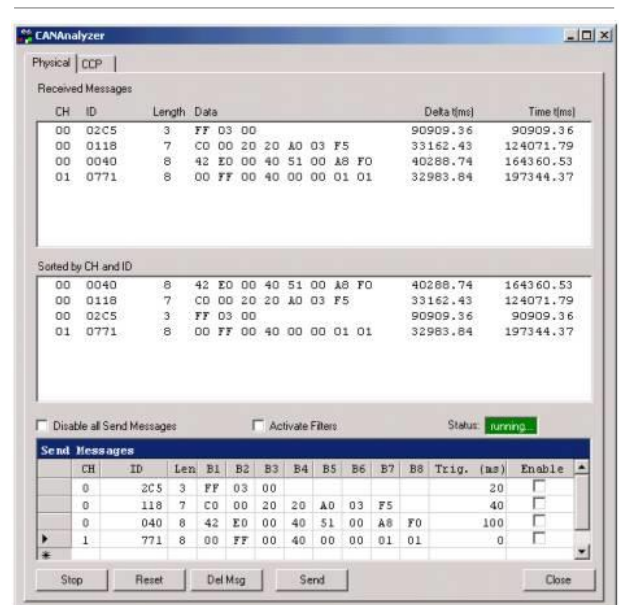 CANAnalyzer
Physical CCP
Received Messages
CH ID Length Data Delta t[ms] Time t[ms]
00 02C5 3 FF 03 00 90909.36 90909.36
00 0118 7 C0 00 20 20 A0 03 F5 33162.43 124071.79
00 0040 8 42 E0 00 40 51 00 A8 F0 40288.74 164360.53
01 0771 8 00 FF 00 40 00 00 01 01 32983.84 197344.37
Sorted by CH and ID
00 0040 8 42 E0 00 40 51 00 A8 F0 40288.74 164360.53
00 0118 7 C0 00 20 20 A0 03 F5 33162.43 124071.79
00 02C5 3 FF 03 00 90909.36 90909.36
01 0771 8 00 FF 00 40 00 00 01 01 32983.84 197344.37
Disable all Send Messages Activate Filters Status: running...
Send Messages
CH ID Len B1 B2 B3 B4 B5 B6 B7 B8 Trig. (ms) Enable
0 2C5 3 FF 03 00 20
0 118 7 C0 00 20 20 A0 03 F5 40
0 040 8 42 E0 00 40 51 00 A8 F0 100
1 771 8 00 FF 00 40 00 00 01 01 0
Stop Reset Del Msg Send Close